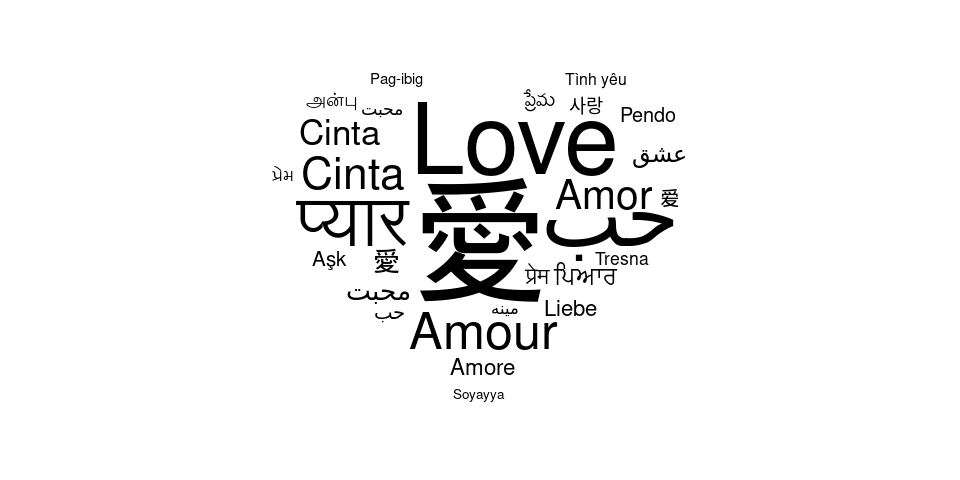 Pag-ibig
Tình yêu
அன்பு
محبت
Love
ప్రేమ
사랑
Pendo
Cinta
عشق
પ્રેમ
Cinta
Amor
爱
प्यार
愛
حب
Aşk
愛
Tresna
प्रेम
ਪਿਆਰ
محبت
حب
مينه
Liebe
Amour
Amore
Soyayya